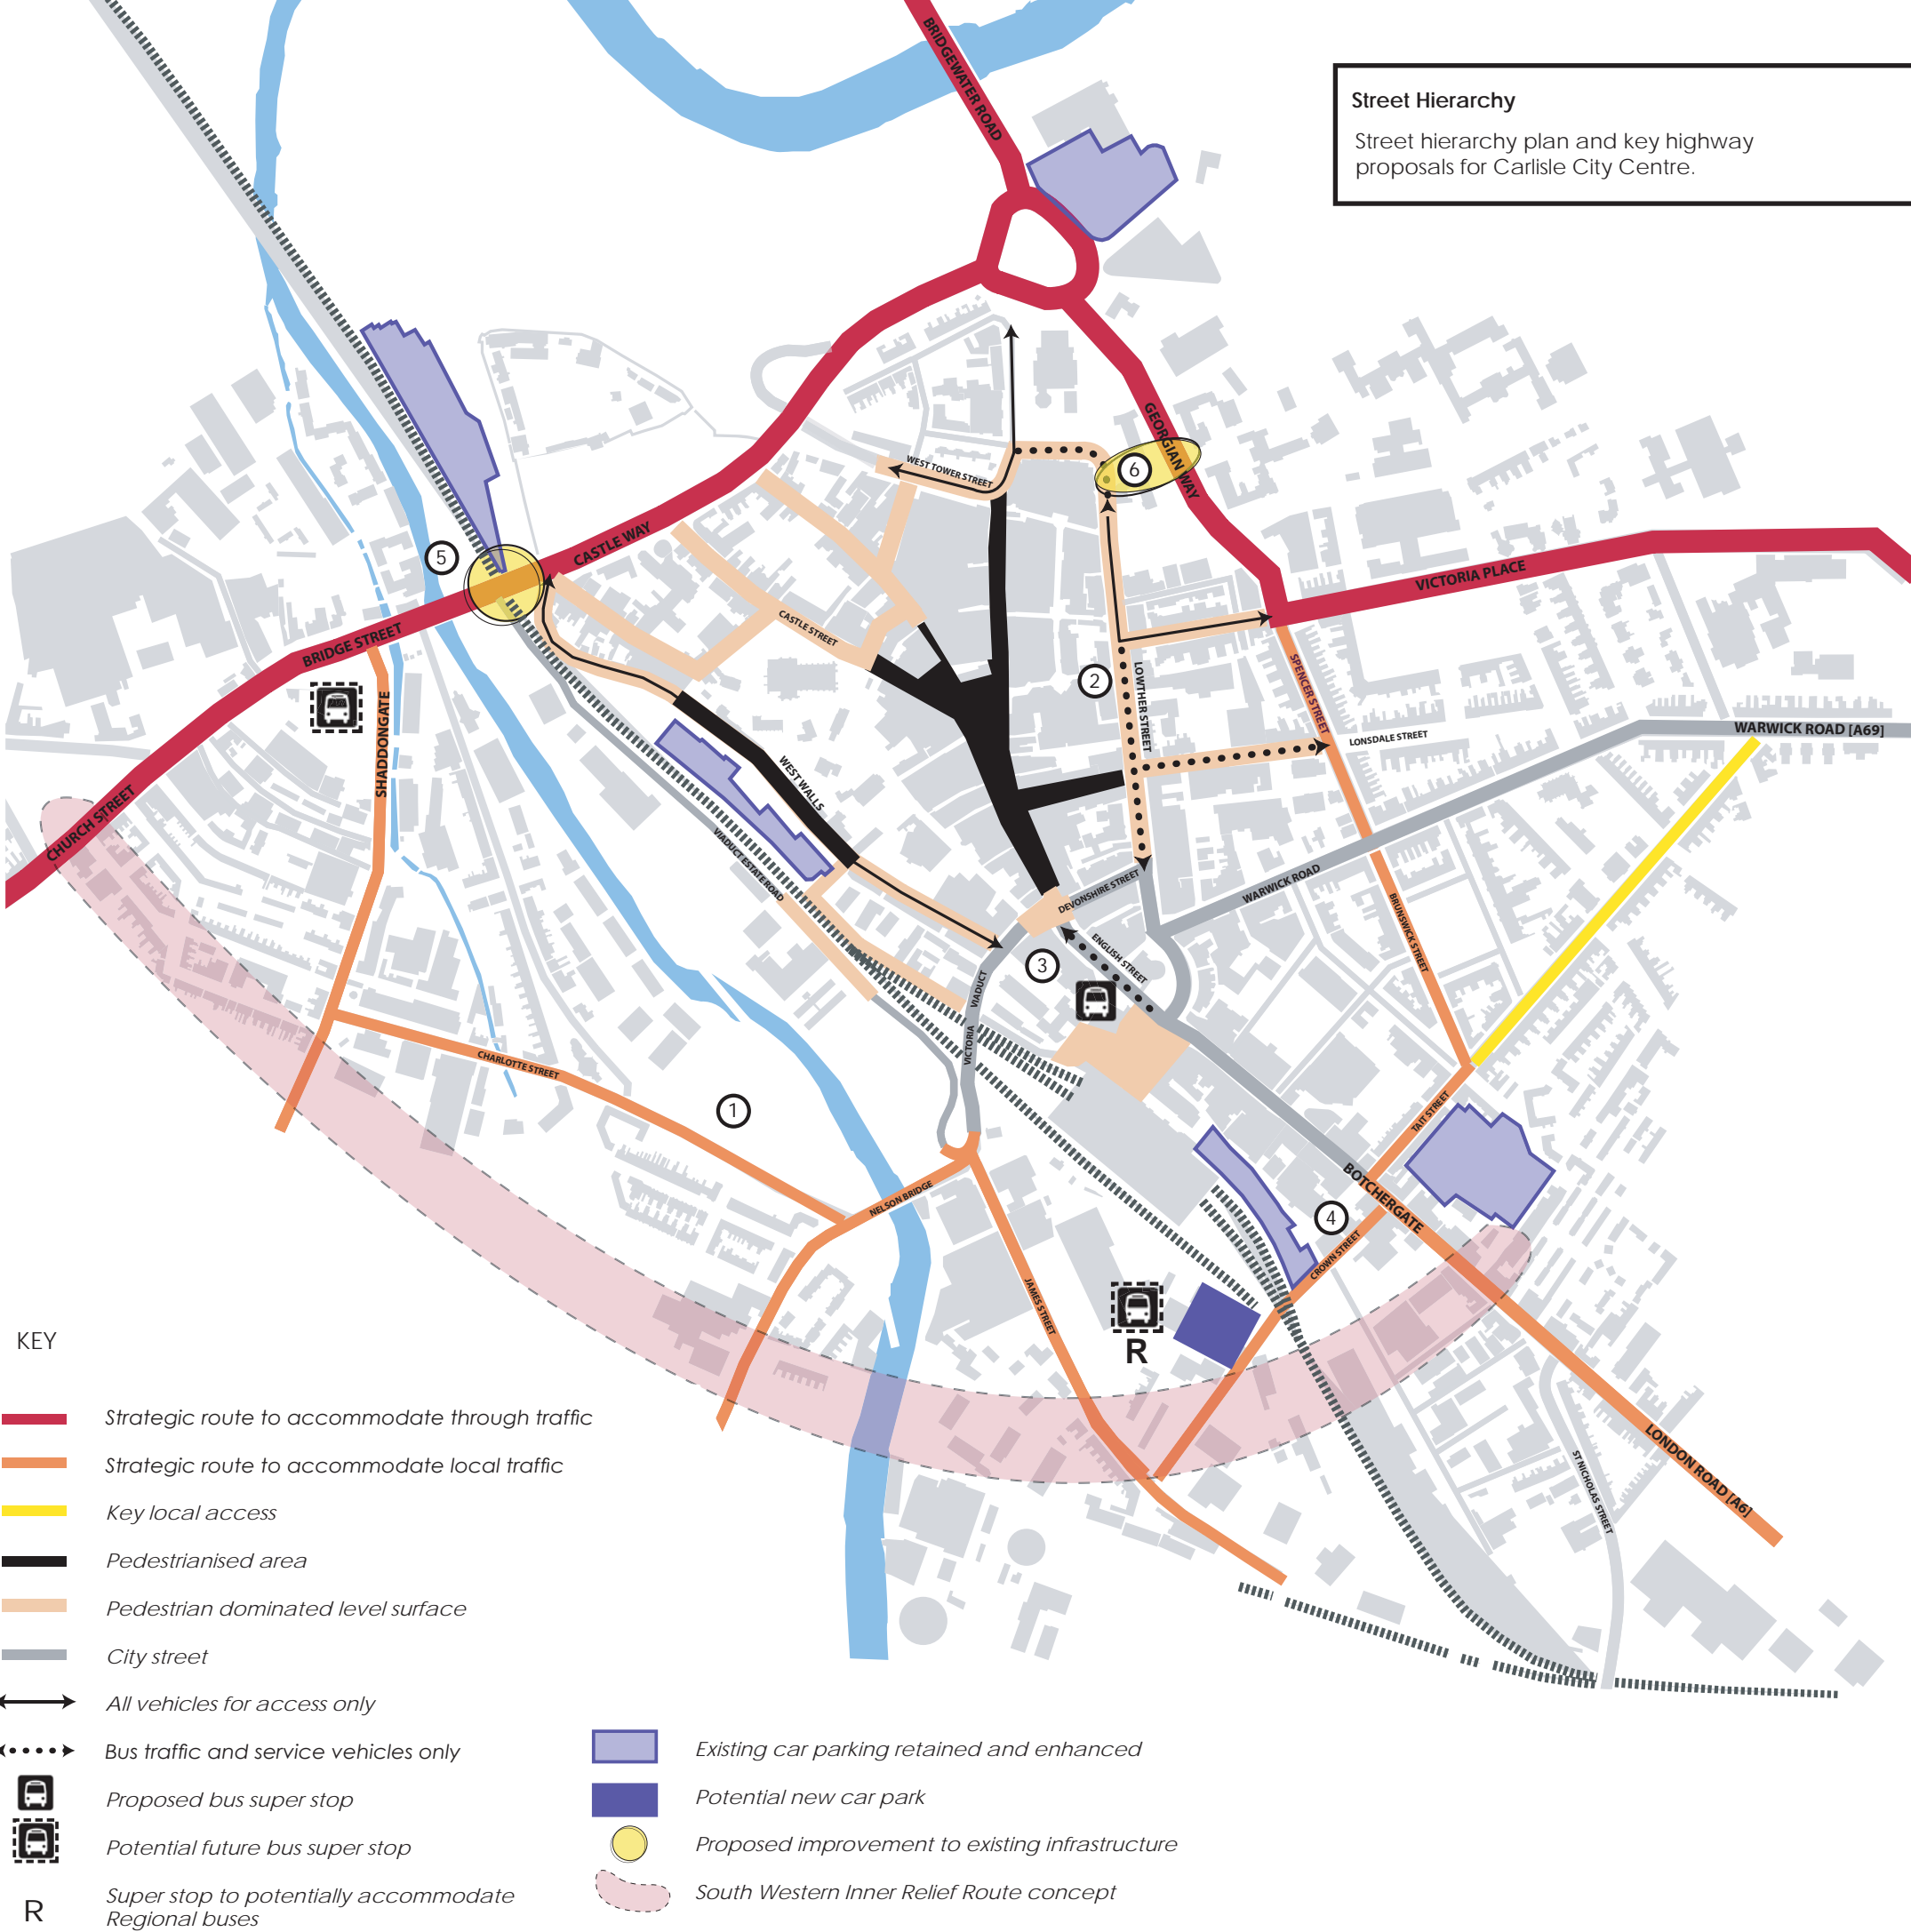 BRIDGEWATER ROAD
Street Hierarchy
Street hierarchy plan and key highway
proposals for Carlisle City Centre.
GEORGIAN WAY
WEST TOWER STREET
6
5
CASTLE WAY
VICTORIA PLACE
BRIDGE STREET
CASTLE STREET
2
LOWTHER STREET
SPENCER STREET
LONSDALE STREET
WARWICK ROAD [A69]
SHADDONGATE
CHURCH STREET
WEST WALLS
VIADUCT ESTATE ROAD
DEVONSHIRE STREET
WARWICK ROAD
BRUNSWICK STREET
ENGLISH STREET
3
VICTORIA VIADUCT
CHARLOTTE STREET
1
TAIT STREET
BOTCHERGATE
4
NELSON BRIDGE
CROWN STREET
JAMES STREET
R
LONDON ROAD [A6]
ST NICHOLAS STREET
KEY
Strategic route to accommodate through traffic
Strategic route to accommodate local traffic
Key local access
Pedestrianised area
Pedestrian dominated level surface
City street
All vehicles for access only
Bus traffic and service vehicles only
Proposed bus super stop
Potential future bus super stop
R
Super stop to potentially accommodate
Regional buses
Existing car parking retained and enhanced
Potential new car park
Proposed improvement to existing infrastructure
South Western Inner Relief Route concept